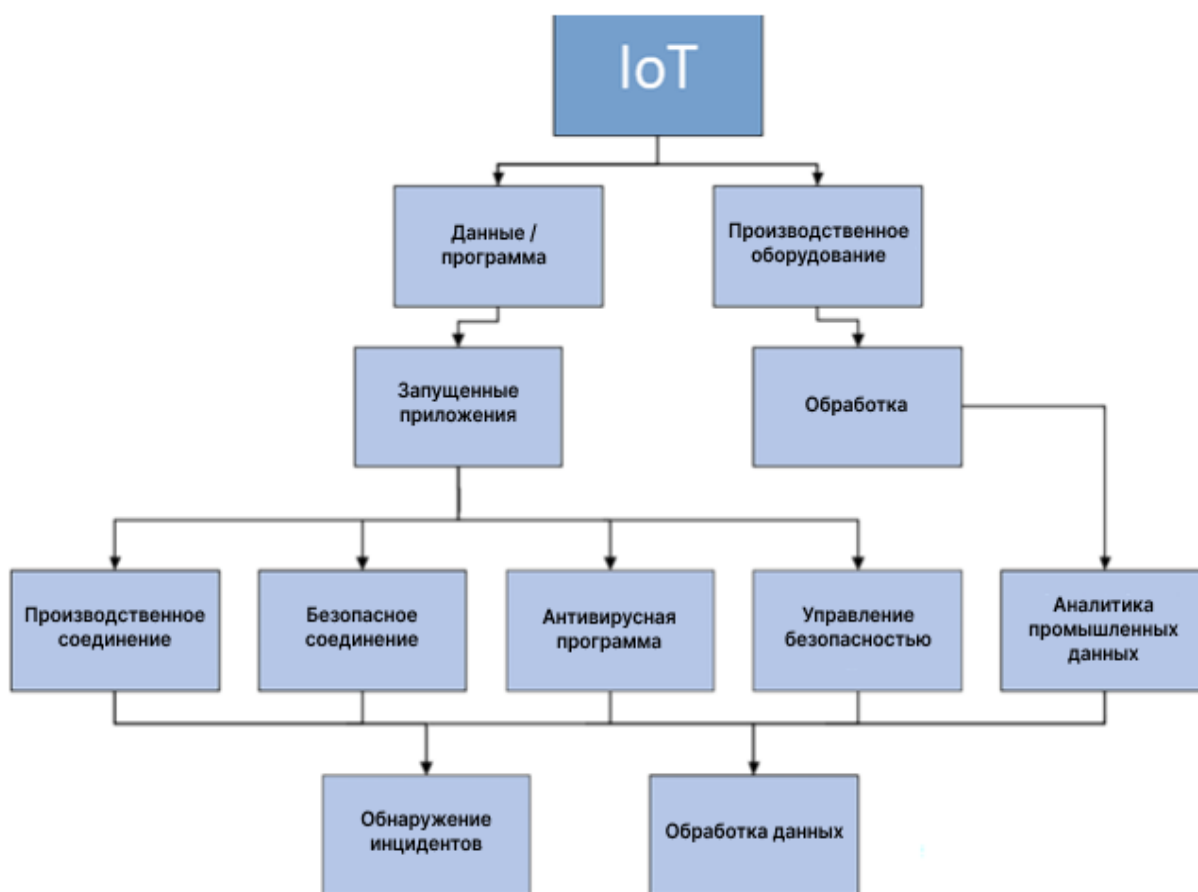 IoT
Данные /
программа
Производственное
оборудование
Запущенные
приложения
Обработка
Производственное
соединение
Безопасное
соединение
Антивирусная
программа
Управление
безопасностью
Аналитика
промышленных
данных
Обнаружение
инцидентов
Обработка данных